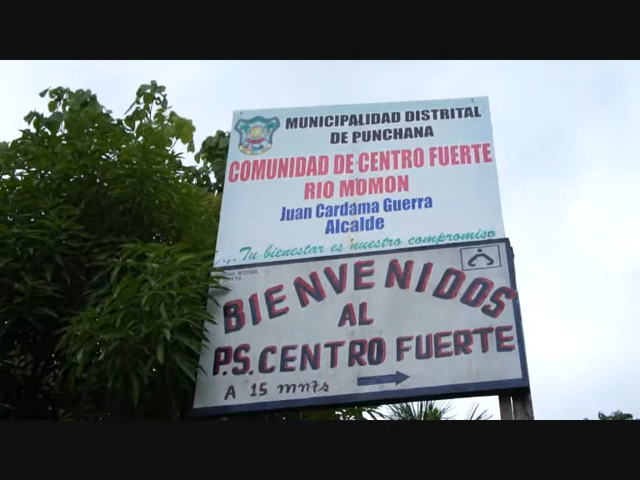 MUNICIPALIDAD DISTRITAL
DE PUNCHANA
COMUNIDAD DE CENTRO FUERTE
RIO MOMON
Juan Cardama Guerra
Alcalde
... Tu bienestar es nuestro compromiso
BIENVENIDOS
AL
P.S. CENTRO FUERTE
A 15 mnTs